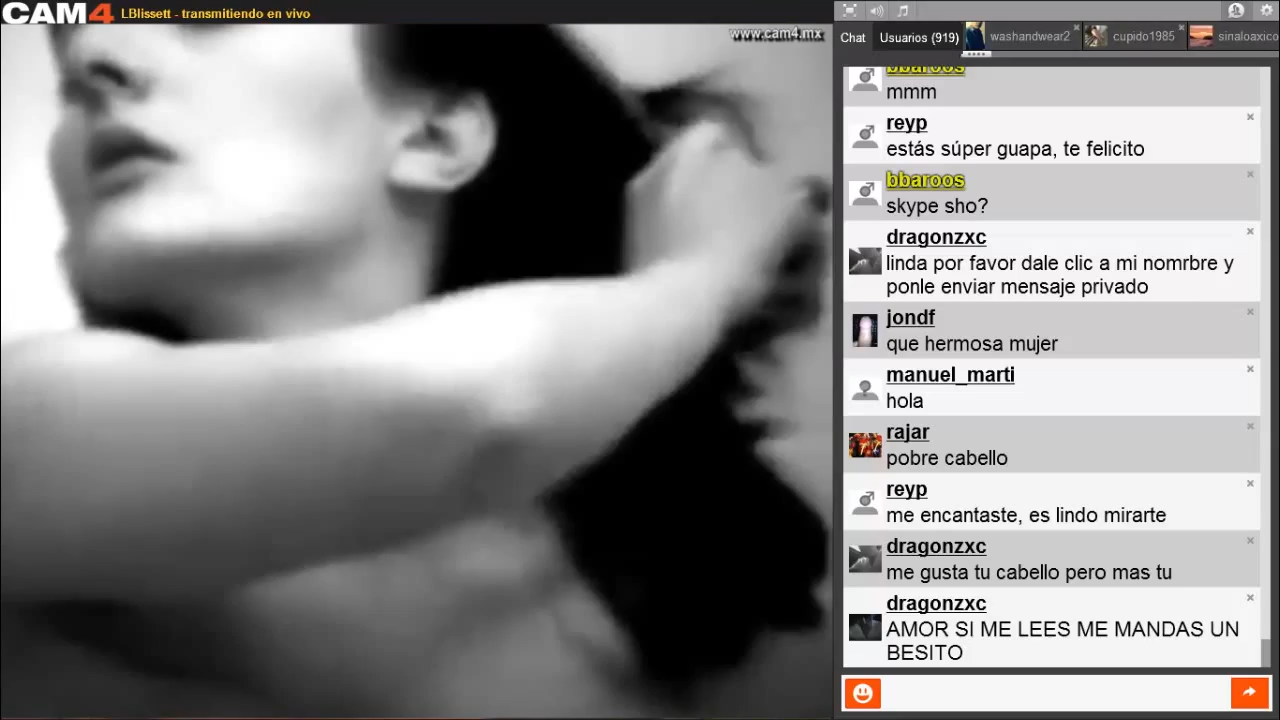 CAM4 LBlissett - transmitiendo en vivo
www.cam4.mx
Chat Usuarios (919) washandwear2 cupido1985 sinaloaxico
bbaroos
mmm
reyp
estás súper guapa, te felicito
bbaroos
skype sho?
dragonzxc
linda por favor dale clic a mi nomrbre y
ponle enviar mensaje privado
jondf
que hermosa mujer
manuel_marti
hola
rajar
pobre cabello
reyp
me encantaste, es lindo mirarte
dragonzxc
me gusta tu cabello pero mas tu
dragonzxc
AMOR SI ME LEES ME MANDAS UN
BESITO